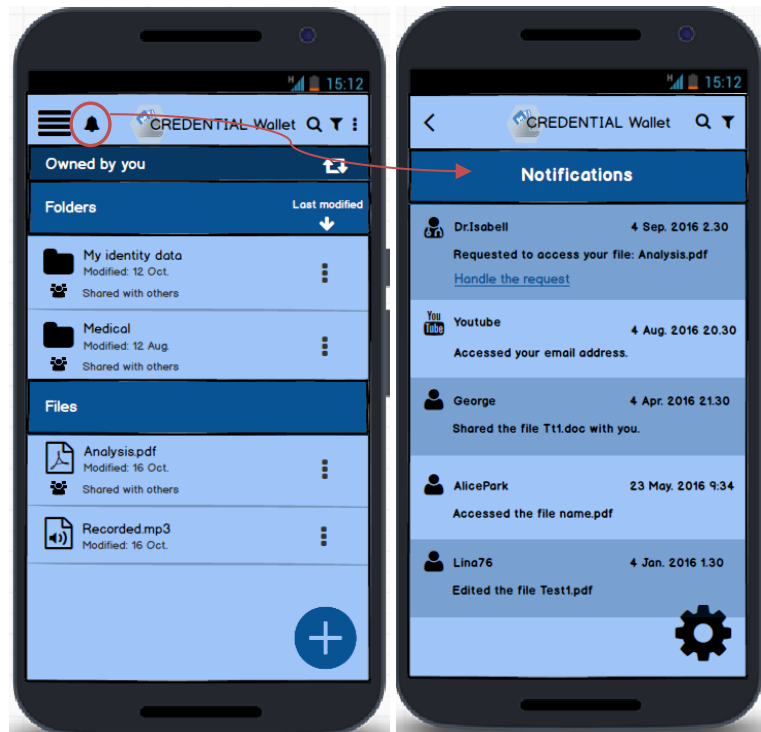 H 15:12
CREDENTIAL Wallet
Owned by you
Folders
Last modified
My identity data
Modified: 12 Oct.
Shared with others
Medical
Modified: 12 Aug.
Shared with others
Files
Analysis.pdf
Modified: 16 Oct.
Shared with others
Recorded.mp3
Modified: 16 Oct.
H 15:12
CREDENTIAL Wallet
Notifications
Dr.Isabell 4 Sep. 2016 2.30
Requested to access your file: Analysis.pdf
Handle the request
You
Tube
Youtube 4 Aug. 2016 20.30
Accessed your email address.
George 4 Apr. 2016 21.30
Shared the file Tt1.doc with you.
AlicePark 23 May. 2016 9:34
Accessed the file name.pdf
Lina76 4 Jan. 2016 1.30
Edited the file Test1.pdf